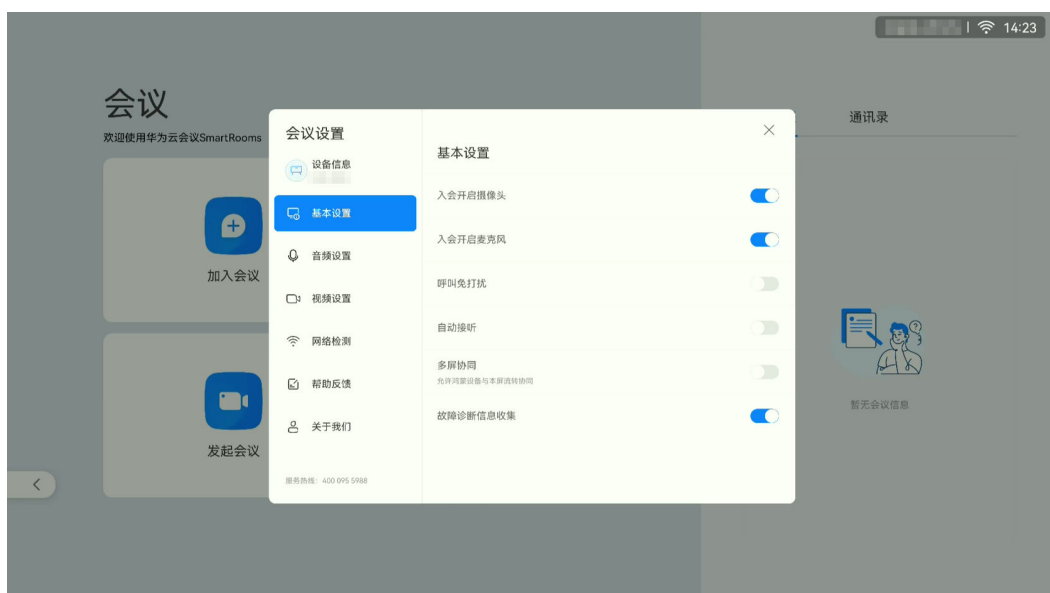 14:23
会议
欢迎使用华为云会议SmartRooms
加入会议
发起会议
会议设置
设备信息
基本设置
音频设置
视频设置
网络检测
帮助反馈
关于我们
服务热线：400 095 5988
基本设置
入会开启摄像头
入会开启麦克风
呼叫免打扰
自动接听
多屏协同
允许鸿蒙设备与本屏流转协同
故障诊断信息收集
通讯录
暂无会议信息